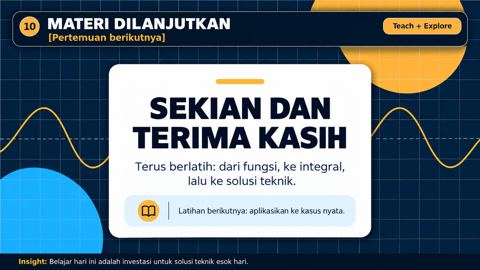 10
MATERI DILANJUTKAN
[Pertemuan berikutnya]
Teach + Explore
SEKIAN DAN
TERIMA KASIH
Terus berlatih: dari fungsi, ke integral,
lalu ke solusi teknik.
Latihan berikutnya: aplikasikan ke kasus nyata.
Insight: Belajar hari ini adalah investasi untuk solusi teknik esok hari.